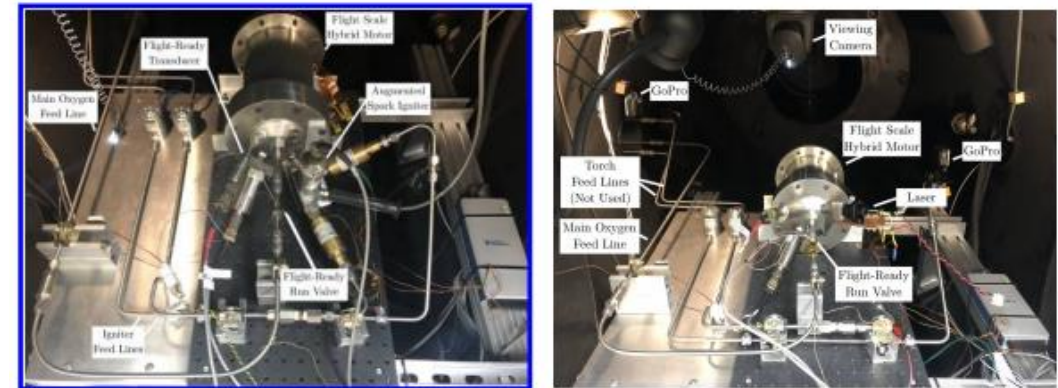 Flight Scale
Hybrid Motor
Flight-Ready
Transducer
Augmented
Spark Igniter
Main Oxygen
Feed Line
Flight-Ready
Run Valve
Igniter
Feed Lines
Viewing
Camera
GoPro
Flight Scale
Hybrid Motor
GoPro
Torch
Feed Lines
(Not Used)
Laser
Main Oxygen
Feed Line
Flight-Ready
Run Valve